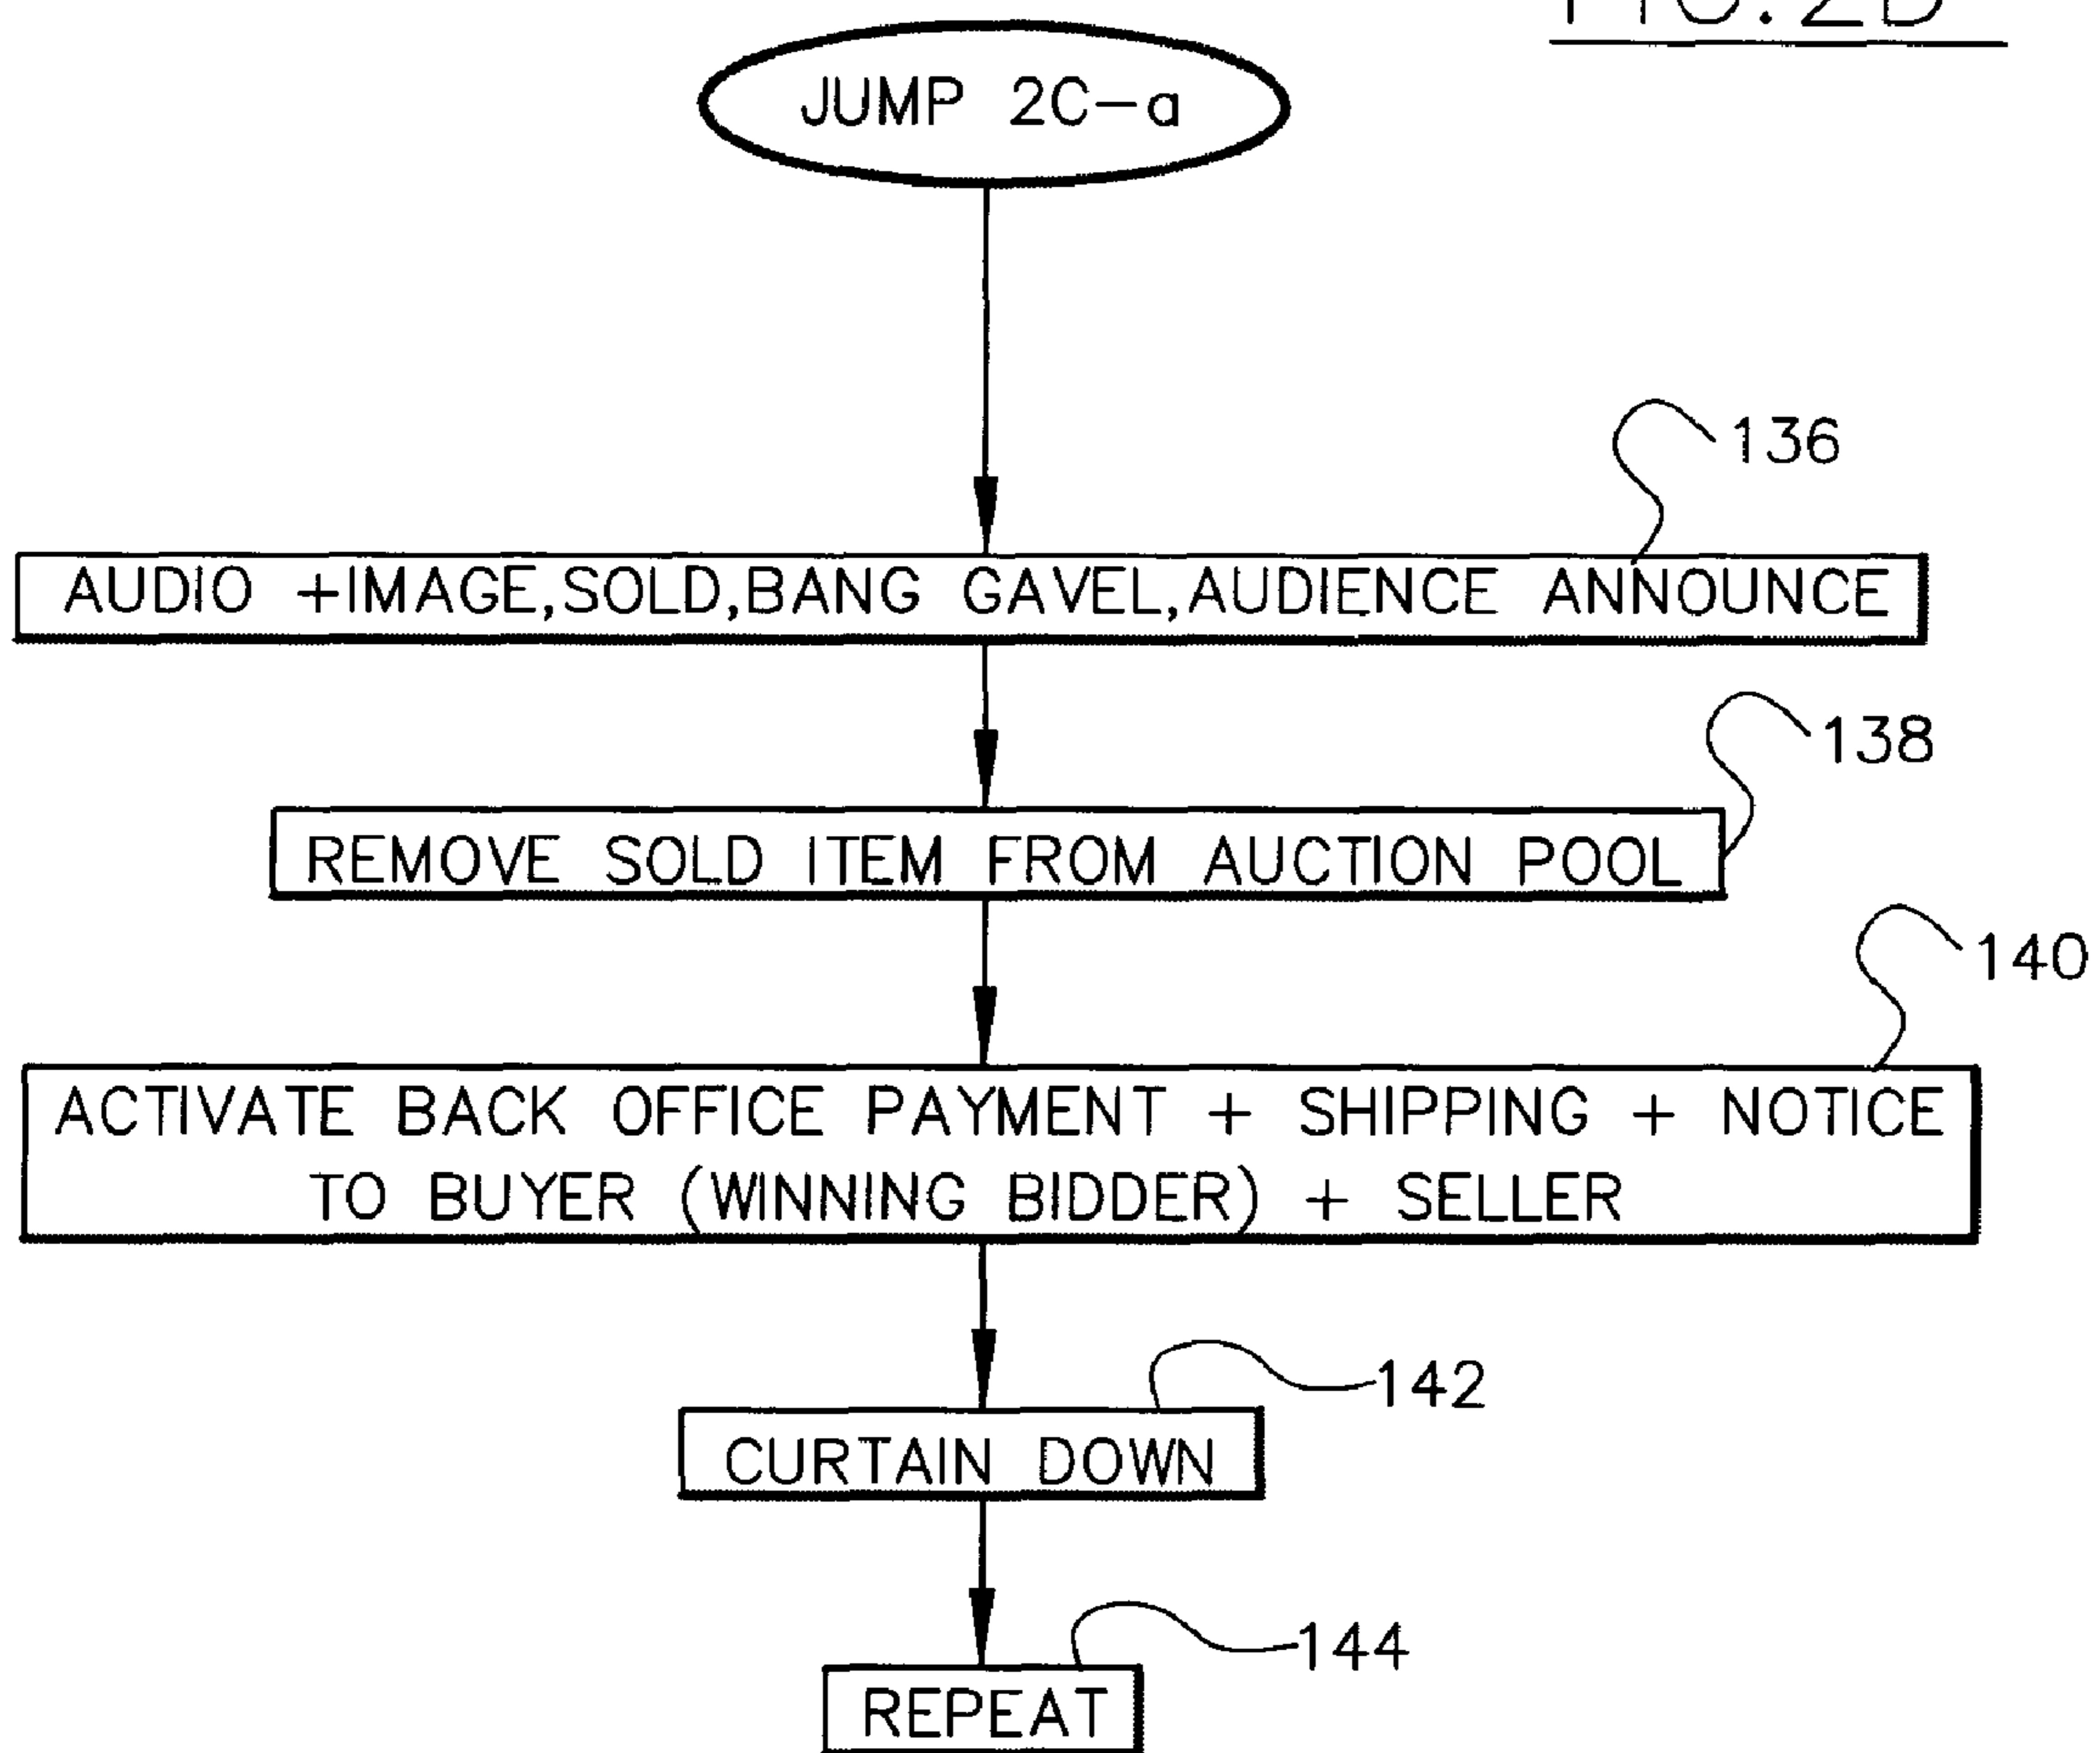 JUMP 2C-a
136
AUDIO +IMAGE,SOLD,BANG GAVEL,AUDIENCE ANNOUNCE
138
REMOVE SOLD ITEM FROM AUCTION POOL
140
ACTIVATE BACK OFFICE PAYMENT + SHIPPING + NOTICE
TO BUYER (WINNING BIDDER) + SELLER
142
CURTAIN DOWN
144
REPEAT